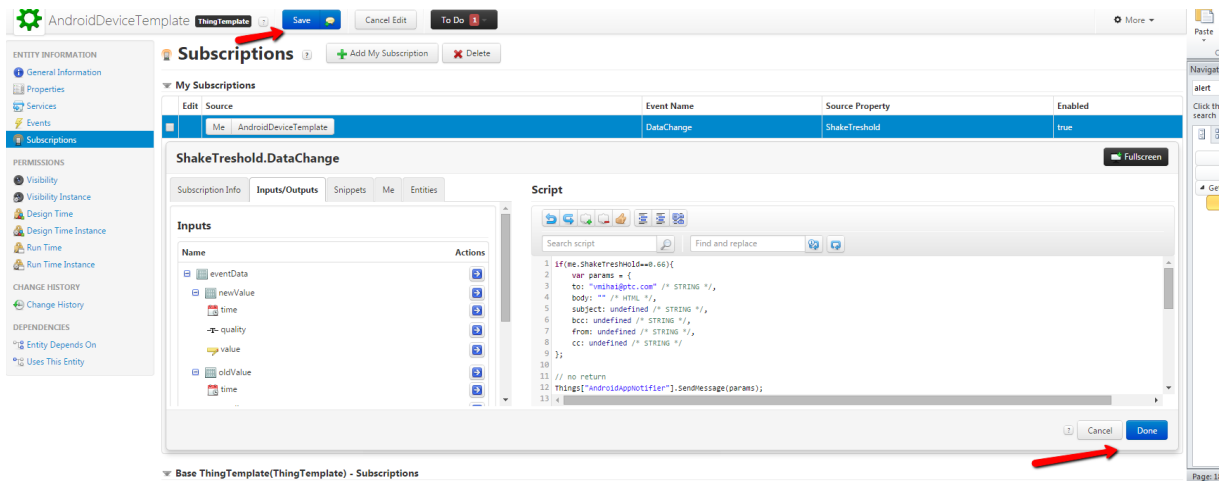 AndroidDeviceTemplate ThingTemplate ? Save Cancel Edit To Do 1 More
Paste
ENTITY INFORMATION
General Information
Properties
Services
Events
Subscriptions
PERMISSIONS
Visibility
Visibility Instance
Design Time
Design Time Instance
Run Time
Run Time Instance
CHANGE HISTORY
Change History
DEPENDENCIES
Entity Depends On
Uses This Entity
Subscriptions ? Add My Subscription Delete
My Subscriptions
Edit Source Event Name Source Property Enabled
Me AndroidDeviceTemplate DataChange ShakeTreshold true
ShakeTreshold.DataChange Fullscreen
Subscription Info Inputs/Outputs Snippets Me Entities
Inputs
Name Actions
eventData
newValue
time
quality
value
oldValue
time
Script
Search script Find and replace
1 if(me.ShakeTreshHold==0.66){
2 var params = {
3 to: "vmihai@ptc.com" /* STRING */,
4 body: "" /* HTML */,
5 subject: undefined /* STRING */,
6 bcc: undefined /* STRING */,
7 from: undefined /* STRING */,
8 cc: undefined /* STRING */
9 };
10
11 // no return
12 Things["AndroidAppNotifier"].SendMessage(params);
13
? Cancel Done
Base ThingTemplate(ThingTemplate) - Subscriptions
Navigat
alert
Click th
search
Ge
Page: 18